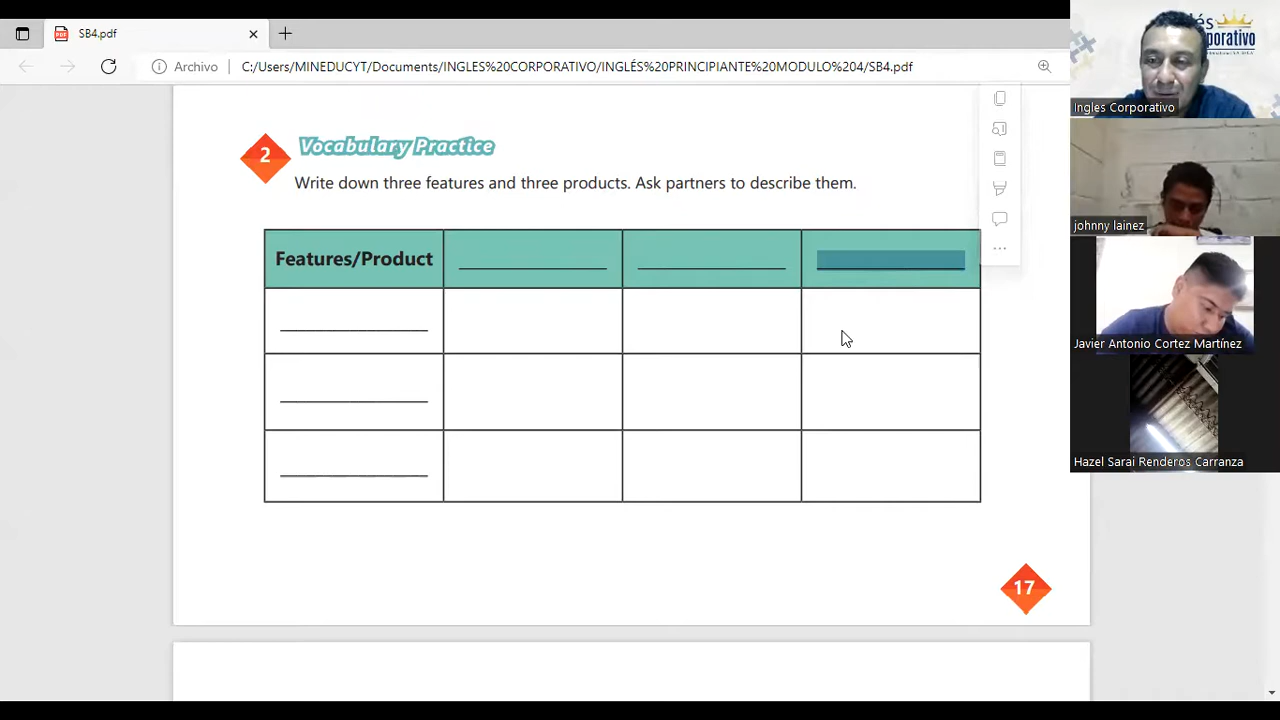 SB4.pdf
Archivo
C:/Users/MINEDUCYT/Documents/INGLES%20CORPORATIVO/INGLÉS%20PRINCIPIANTE%20MODULO%204/SB4.pdf
2
Vocabulary Practice
Write down three features and three products. Ask partners to describe them.
Features/Product
17
Ingles Corporativo
johnny lainez
Javier Antonio Cortez Martínez
Hazel Sarai Renderos Carranza